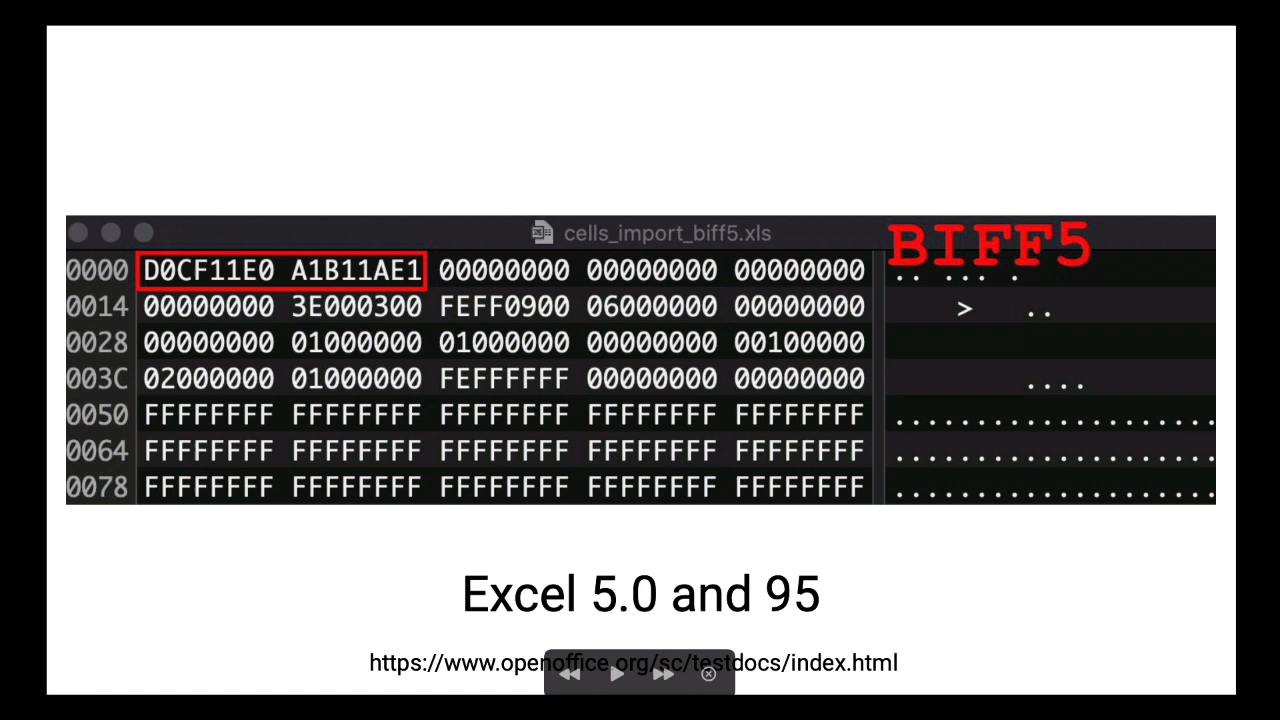 cells_import_biff5.xls
BIFF5
0000 D0CF11E0 A1B11AE1 00000000 00000000 00000000 .. ... .
0014 00000000 3E000300 FEFF0900 06000000 00000000 > ..
0028 00000000 01000000 01000000 00000000 00100000
003C 02000000 01000000 FEFFFFFF 00000000 00000000 ....
0050 FFFFFFFF FFFFFFFF FFFFFFFF FFFFFFFF FFFFFFFF ....................
0064 FFFFFFFF FFFFFFFF FFFFFFFF FFFFFFFF FFFFFFFF ....................
0078 FFFFFFFF FFFFFFFF FFFFFFFF FFFFFFFF FFFFFFFF ....................
Excel 5.0 and 95
https://www.openoffice.org/sc/testdocs/index.html